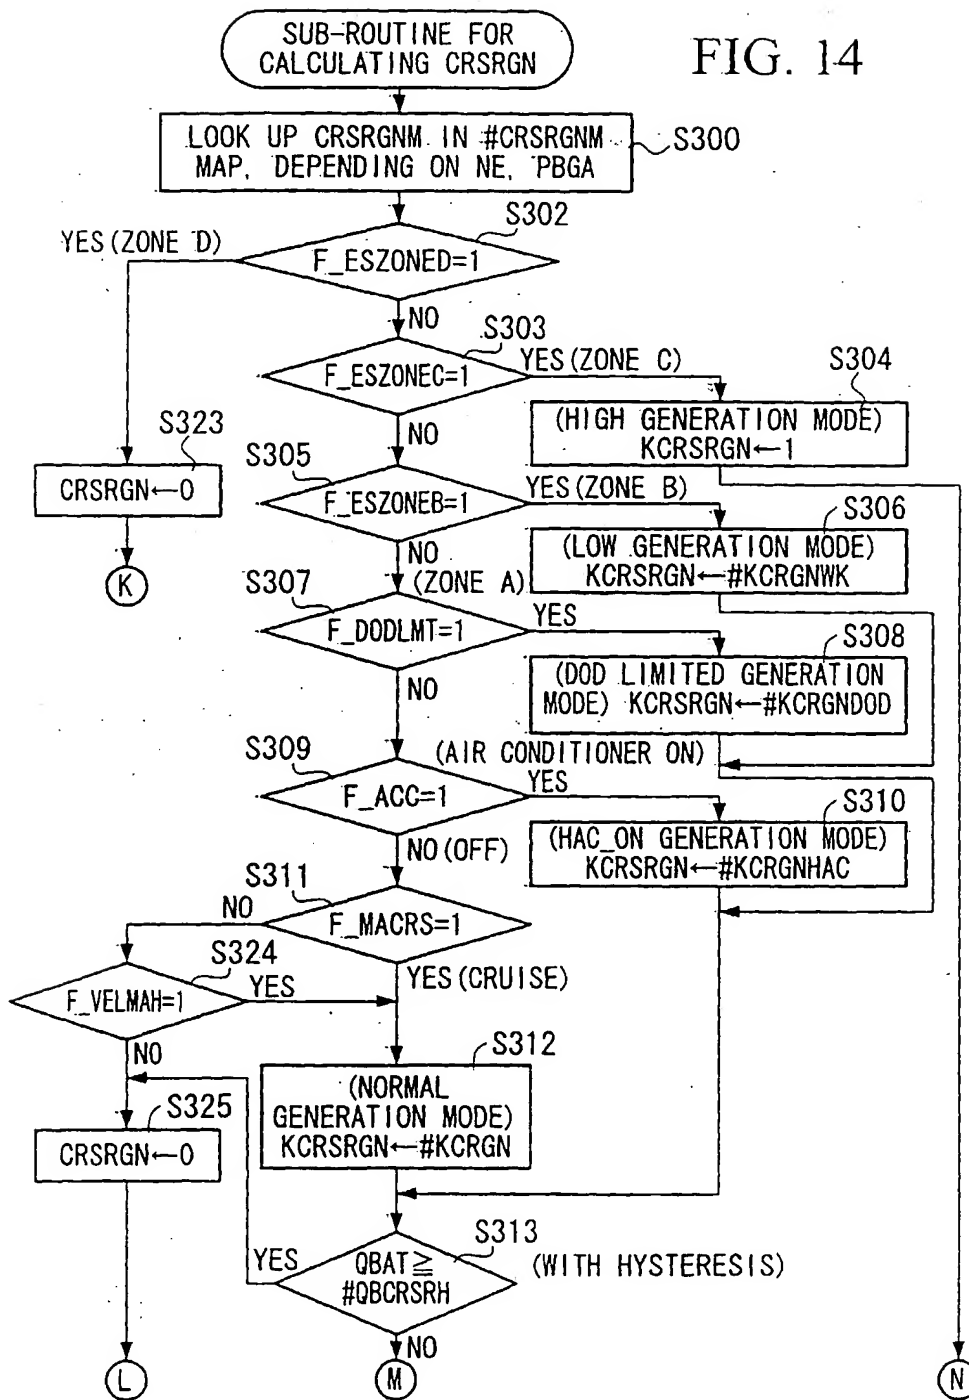 SUB-ROUTINE FOR
CALCULATING CRSRGN
FIG. 14
LOOK UP CRSRGNM IN #CRSRGNM
MAP, DEPENDING ON NE, PBGA
S300
S302
YES (ZONE D)
F_ESZONED=1
NO
S303
F_ESZONEC=1
YES (ZONE C)
S304
(HIGH GENERATION MODE)
KCRSRGN←1
NO
S323
CRSRGN←0
K
S305
F_ESZONEB=1
YES (ZONE B)
S306
(LOW GENERATION MODE)
KCRSRGN←#KCRGNWK
NO
(ZONE A)
S307
F_DODLMT=1
YES
S308
(DOD LIMITED GENERATION
MODE) KCRSRGN←#KCRGNDOD
NO
S309
(AIR CONDITIONER ON)
F_ACC=1
YES
S310
(HAC_ON GENERATION MODE)
KCRSRGN←#KCRGNHAC
NO (OFF)
S311
NO
F_MACRS=1
YES (CRUISE)
S324
F_VELMAH=1
YES
NO
S312
(NORMAL
GENERATION MODE)
KCRSRGN←#KCRGN
S325
CRSRGN←0
S313
YES
QBAT≧
#QBCRSRH
(WITH HYSTERESIS)
NO
L
M
N